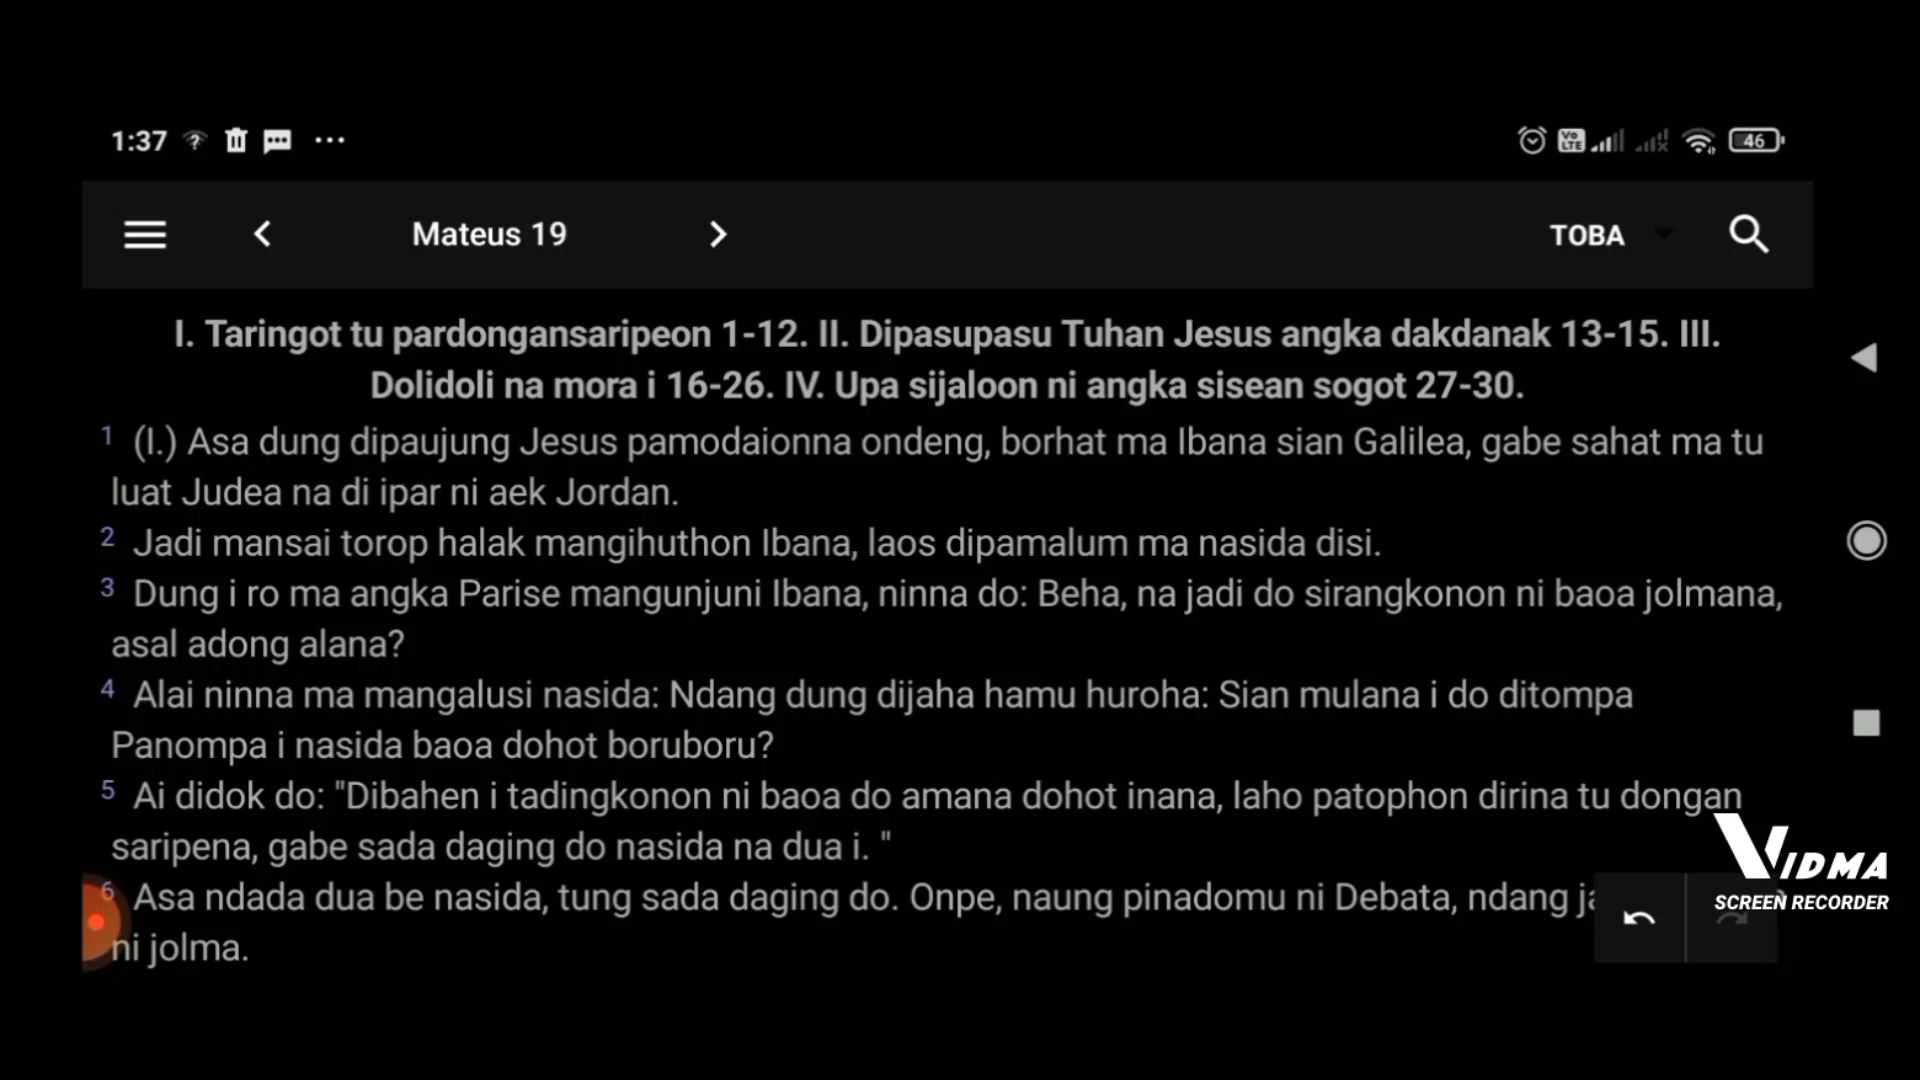 1:37
46
Mateus 19
TOBA
I. Taringot tu pardongansaripeon 1-12. II. Dipasupasu Tuhan Jesus angka dakdanak 13-15. III.
Dolidoli na mora i 16-26. IV. Upa sijaloon ni angka sisean sogot 27-30.
1 (I.) Asa dung dipaujung Jesus pamodaionna ondeng, borhat ma Ibana sian Galilea, gabe sahat ma tu
luat Judea na di ipar ni aek Jordan.
2 Jadi mansai torop halak mangihuthon Ibana, laos dipamalum ma nasida disi.
3 Dung i ro ma angka Parise mangunjuni Ibana, ninna do: Beha, na jadi do sirangkonon ni baoa jolmana,
asal adong alana?
4 Alai ninna ma mangalusi nasida: Ndang dung dijaha hamu huroha: Sian mulana i do ditompa
Panompa i nasida baoa dohot boruboru?
5 Ai didok do: "Dibahen i tadingkonon ni baoa do amana dohot inana, laho patophon dirina tu dongan
saripena, gabe sada daging do nasida na dua i. "
6 Asa ndada dua be nasida, tung sada daging do. Onpe, naung pinadomu ni Debata, ndang
ni jolma.
VIDMA
SCREEN RECORDER